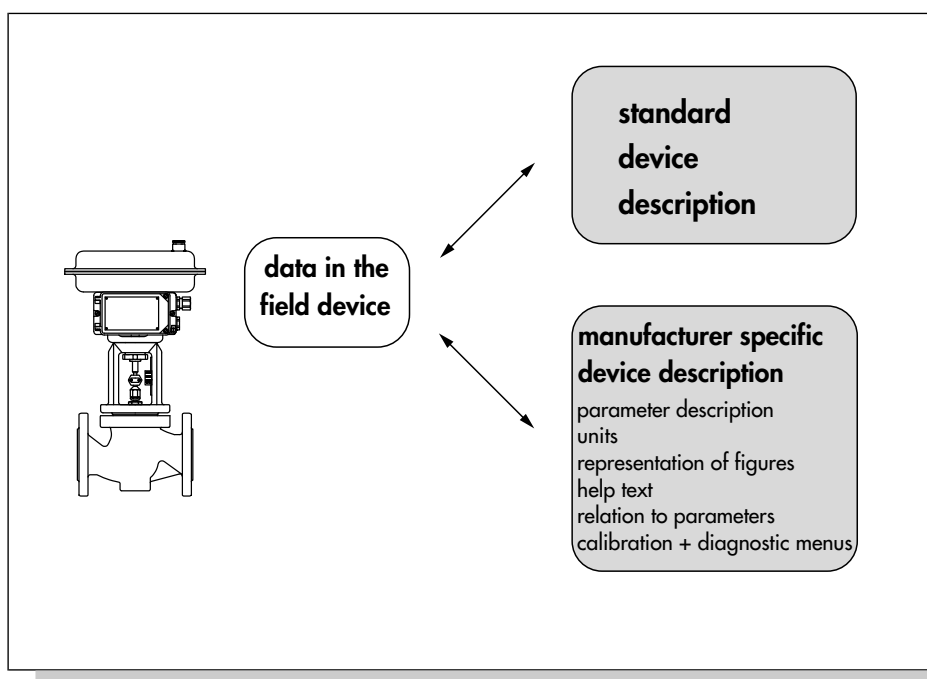 data in the
field device
standard
device
description
manufacturer specific
device description
parameter description
units
representation of figures
help text
relation to parameters
calibration + diagnostic menus